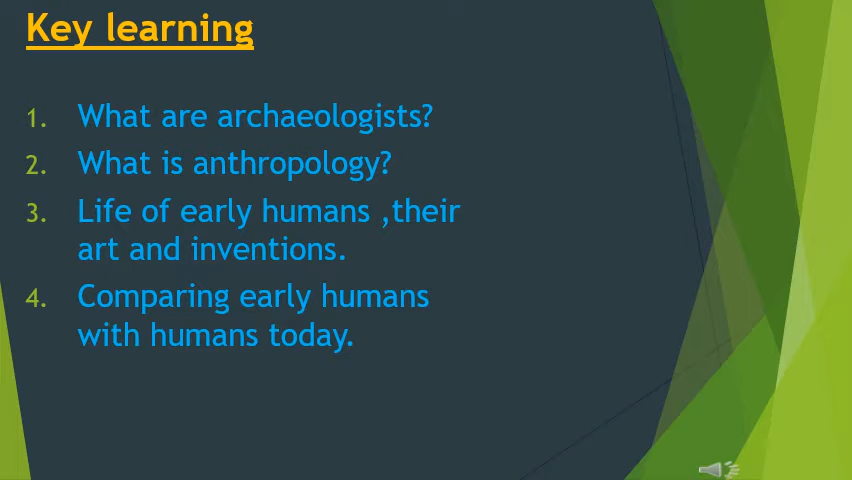 Key learning
1. What are archaeologists?
2. What is anthropology?
3. Life of early humans ,their
art and inventions.
4. Comparing early humans
with humans today.